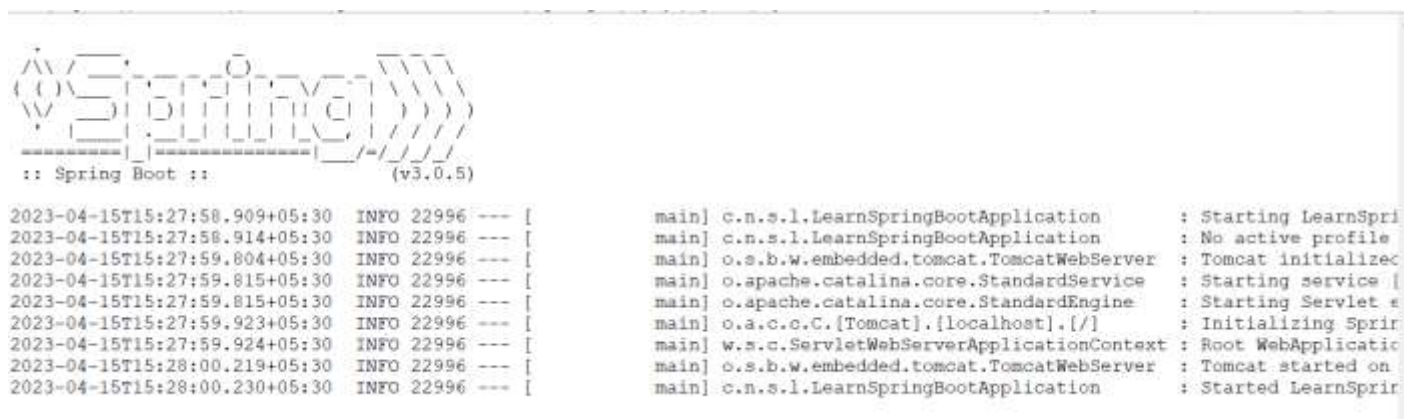 :: Spring Boot ::                (v3.0.5)
2023-04-15T15:27:58.909+05:30  INFO 22996 --- [           main] c.n.s.l.LearnSpringBootApplication       : Starting LearnSpri
2023-04-15T15:27:58.914+05:30  INFO 22996 --- [           main] c.n.s.l.LearnSpringBootApplication       : No active profile
2023-04-15T15:27:59.804+05:30  INFO 22996 --- [           main] o.s.b.w.embedded.tomcat.TomcatWebServer  : Tomcat initialized
2023-04-15T15:27:59.815+05:30  INFO 22996 --- [           main] o.apache.catalina.core.StandardService   : Starting service [
2023-04-15T15:27:59.815+05:30  INFO 22996 --- [           main] o.apache.catalina.core.StandardEngine    : Starting Servlet e
2023-04-15T15:27:59.923+05:30  INFO 22996 --- [           main] o.a.c.c.C.[Tomcat].[localhost].[/]       : Initializing Sprin
2023-04-15T15:27:59.924+05:30  INFO 22996 --- [           main] w.s.c.ServletWebServerApplicationContext : Root WebApplicatio
2023-04-15T15:28:00.219+05:30  INFO 22996 --- [           main] o.s.b.w.embedded.tomcat.TomcatWebServer  : Tomcat started on
2023-04-15T15:28:00.230+05:30  INFO 22996 --- [           main] c.n.s.l.LearnSpringBootApplication       : Started LearnSprin